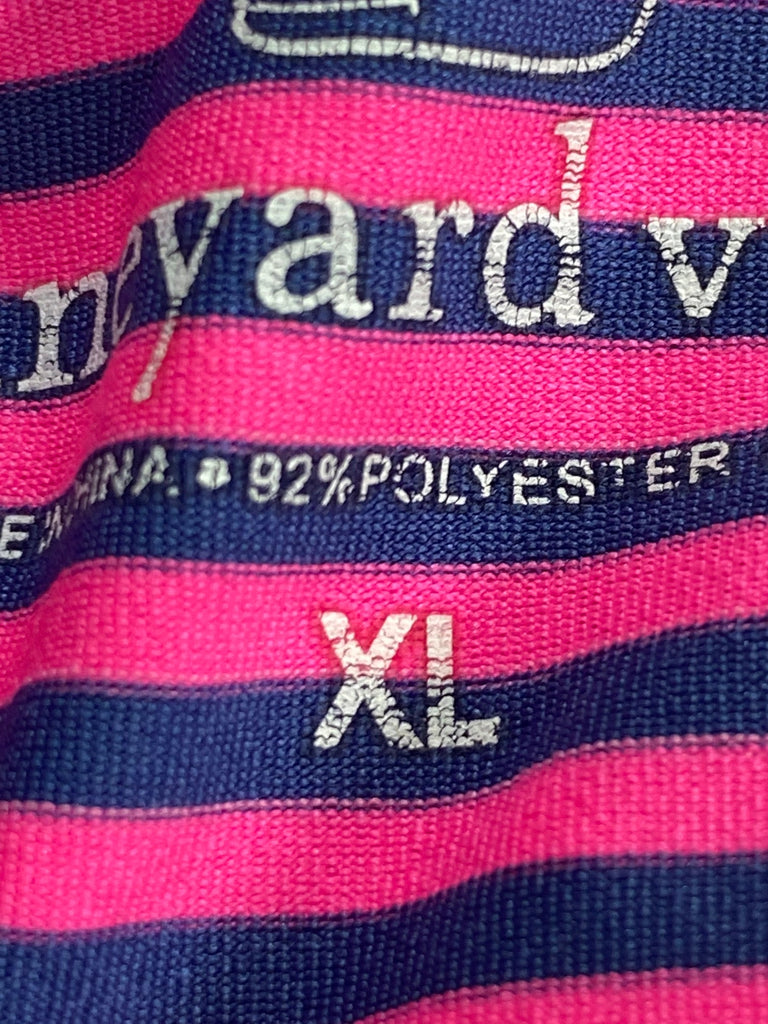 neyard v
E IN CHINA • 92% POLYESTER
XL